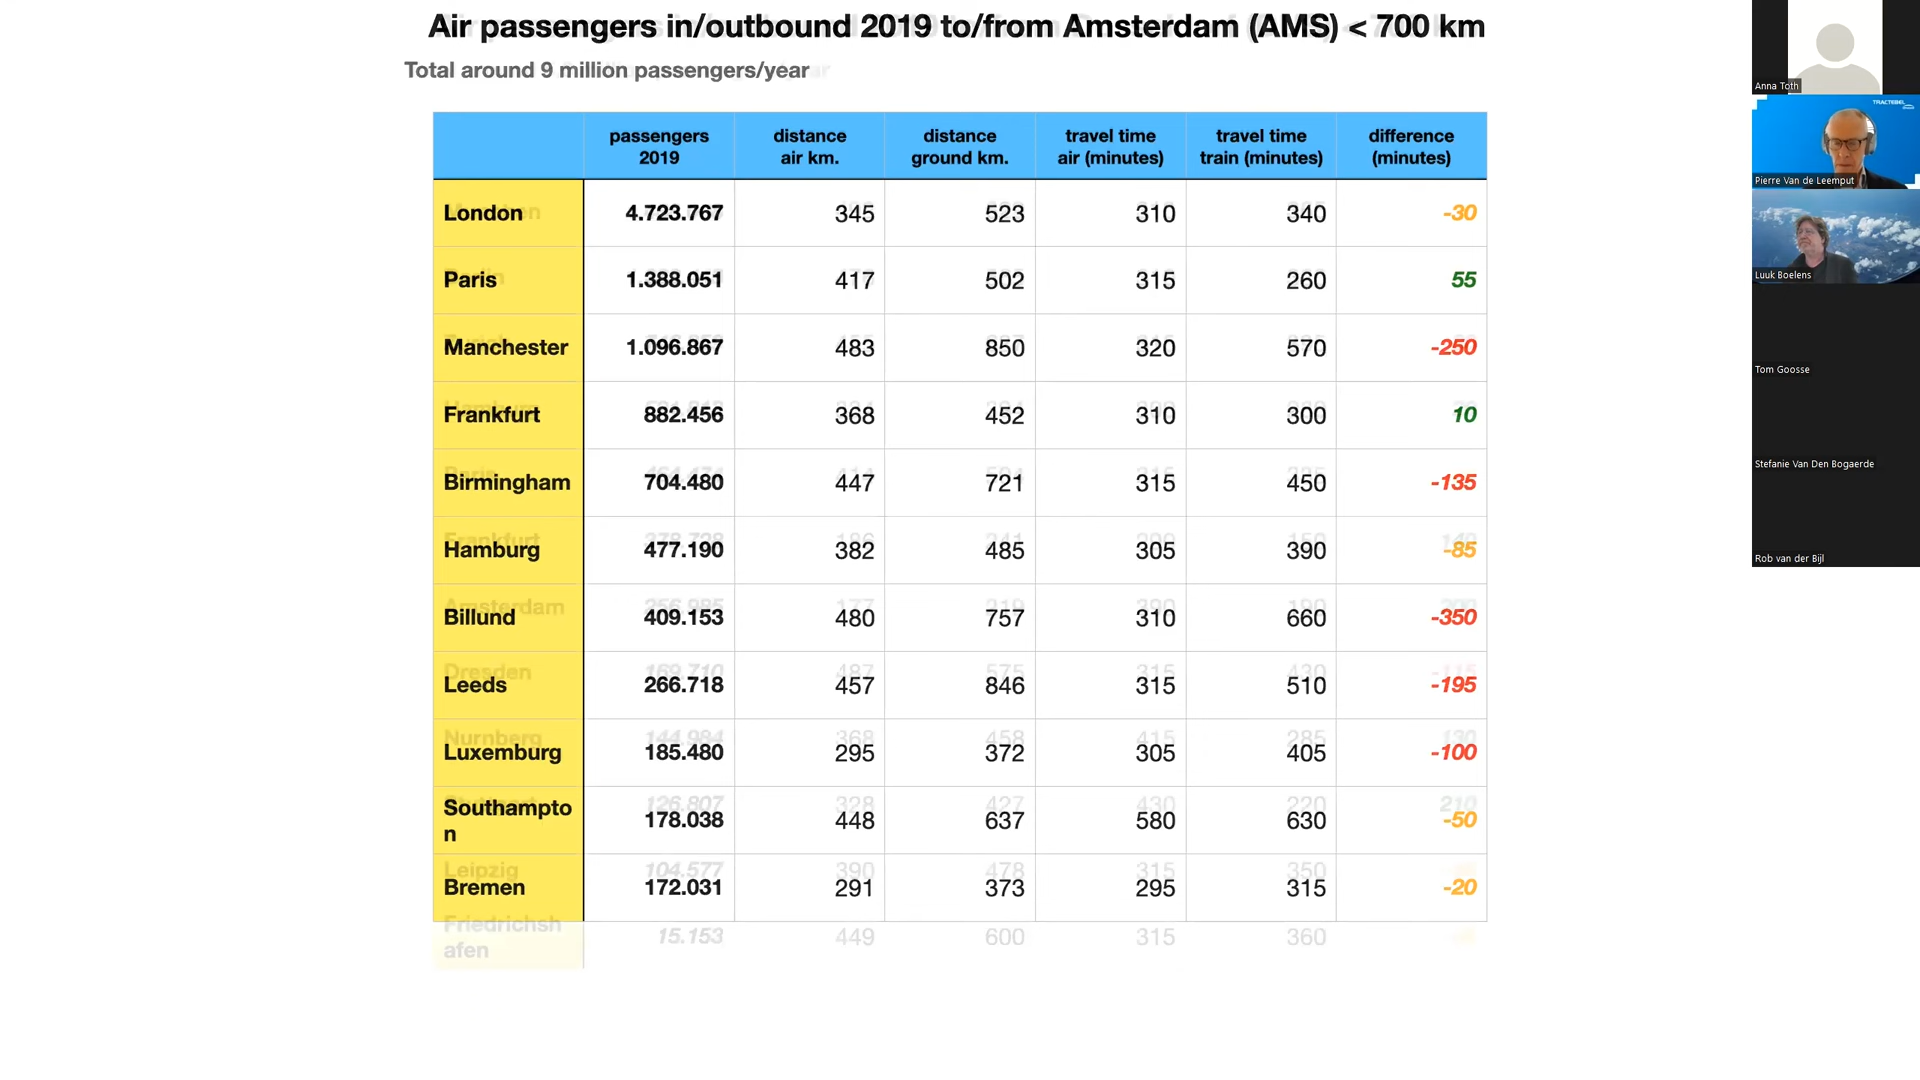 Air passengers in/outbound 2019 to/from Amsterdam (AMS) < 700 km
Total around 9 million passengers/year
passengers 2019 distance air km. distance ground km. travel time air (minutes) travel time train (minutes) difference (minutes)
London 4.723.767 345 523 310 340 -30
Paris 1.388.051 417 502 315 260 55
Manchester 1.096.867 483 850 320 570 -250
Frankfurt 882.456 368 452 310 300 10
Birmingham 704.480 447 721 315 450 -135
Hamburg 477.190 382 485 305 390 -85
Billund 409.153 480 757 310 660 -350
Leeds 266.718 457 846 315 510 -195
Luxemburg 185.480 295 372 305 405 -100
Southampto
n 178.038 448 637 580 630 -50
Bremen 172.031 291 373 295 315 -20
Friedrichsh
afen 15.153 449 600 315 360
Anna Toth
TRACTEBEL
Pierre Van de Leemput
Luuk Boelens
Tom Goosse
Stefanie Van Den Bogaerde
Rob van der Bijl